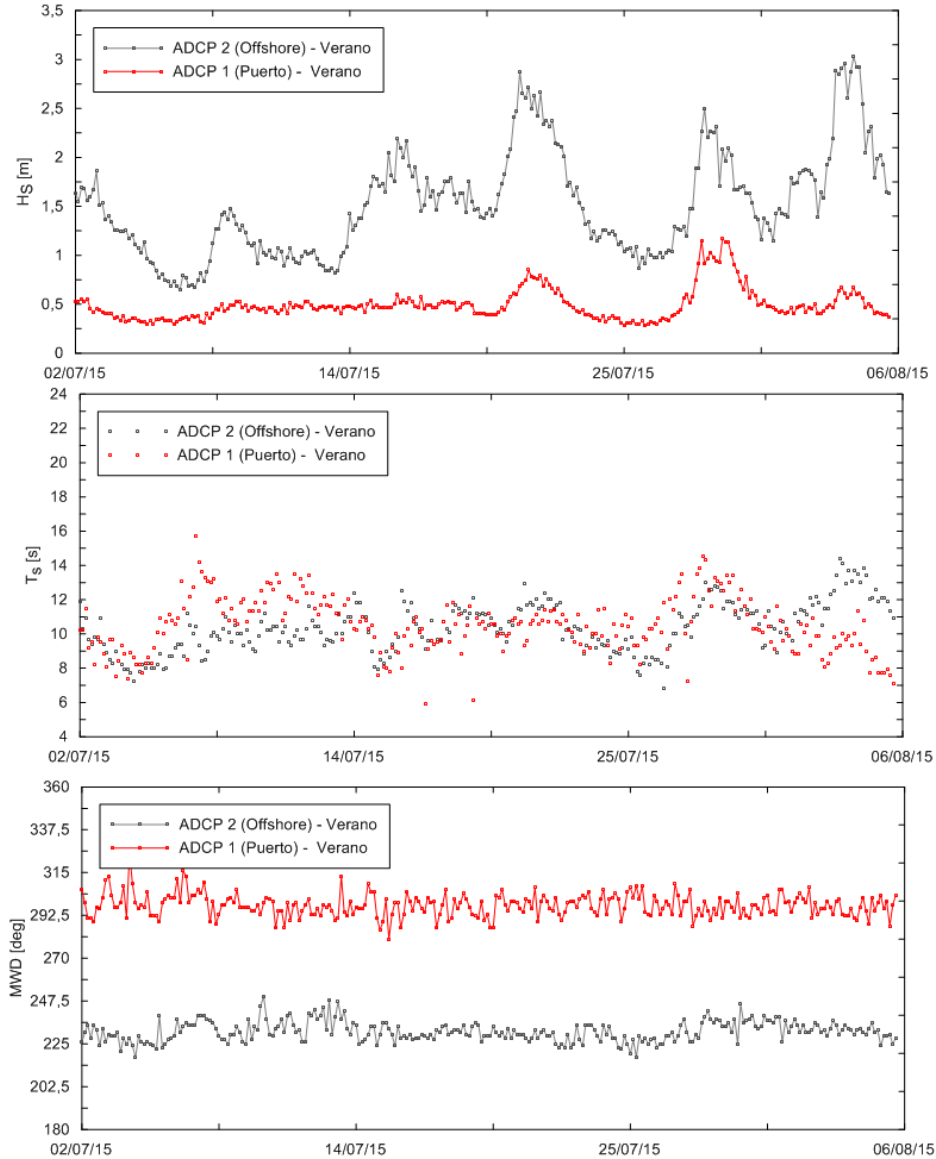 3,5
3
2,5
2
1,5
1
0,5
0
HS [m]
ADCP 2 (Offshore) - Verano
ADCP 1 (Puerto) - Verano
02/07/15 14/07/15 25/07/15 06/08/15
24
22
20
18
16
14
12
10
8
6
4
TS [s]
ADCP 2 (Offshore) - Verano
ADCP 1 (Puerto) - Verano
02/07/15 14/07/15 25/07/15 06/08/15
360
337,5
315
292,5
270
247,5
225
202,5
180
MWD [deg]
ADCP 2 (Offshore) - Verano
ADCP 1 (Puerto) - Verano
02/07/15 14/07/15 25/07/15 06/08/15